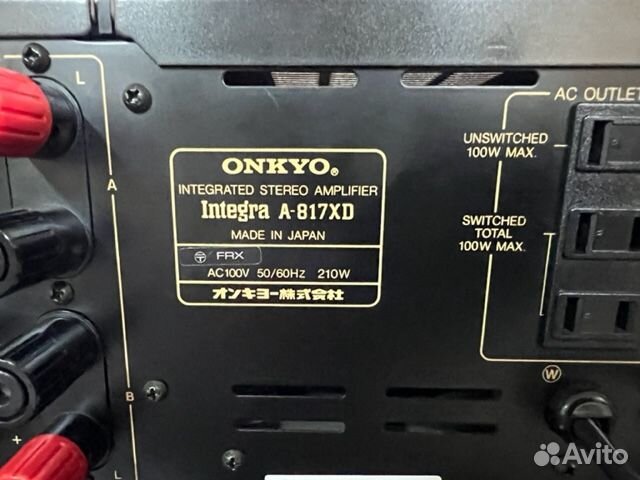 L
A
B
+
L
ONKYO®
INTEGRATED STEREO AMPLIFIER
Integra A-817XD
MADE IN JAPAN
〒 FRX
AC100V 50/60Hz 210W
オンキヨー株式会社
AC OUTLET
UNSWITCHED
100W MAX.
SWITCHED
TOTAL
100W MAX.
W
Avito